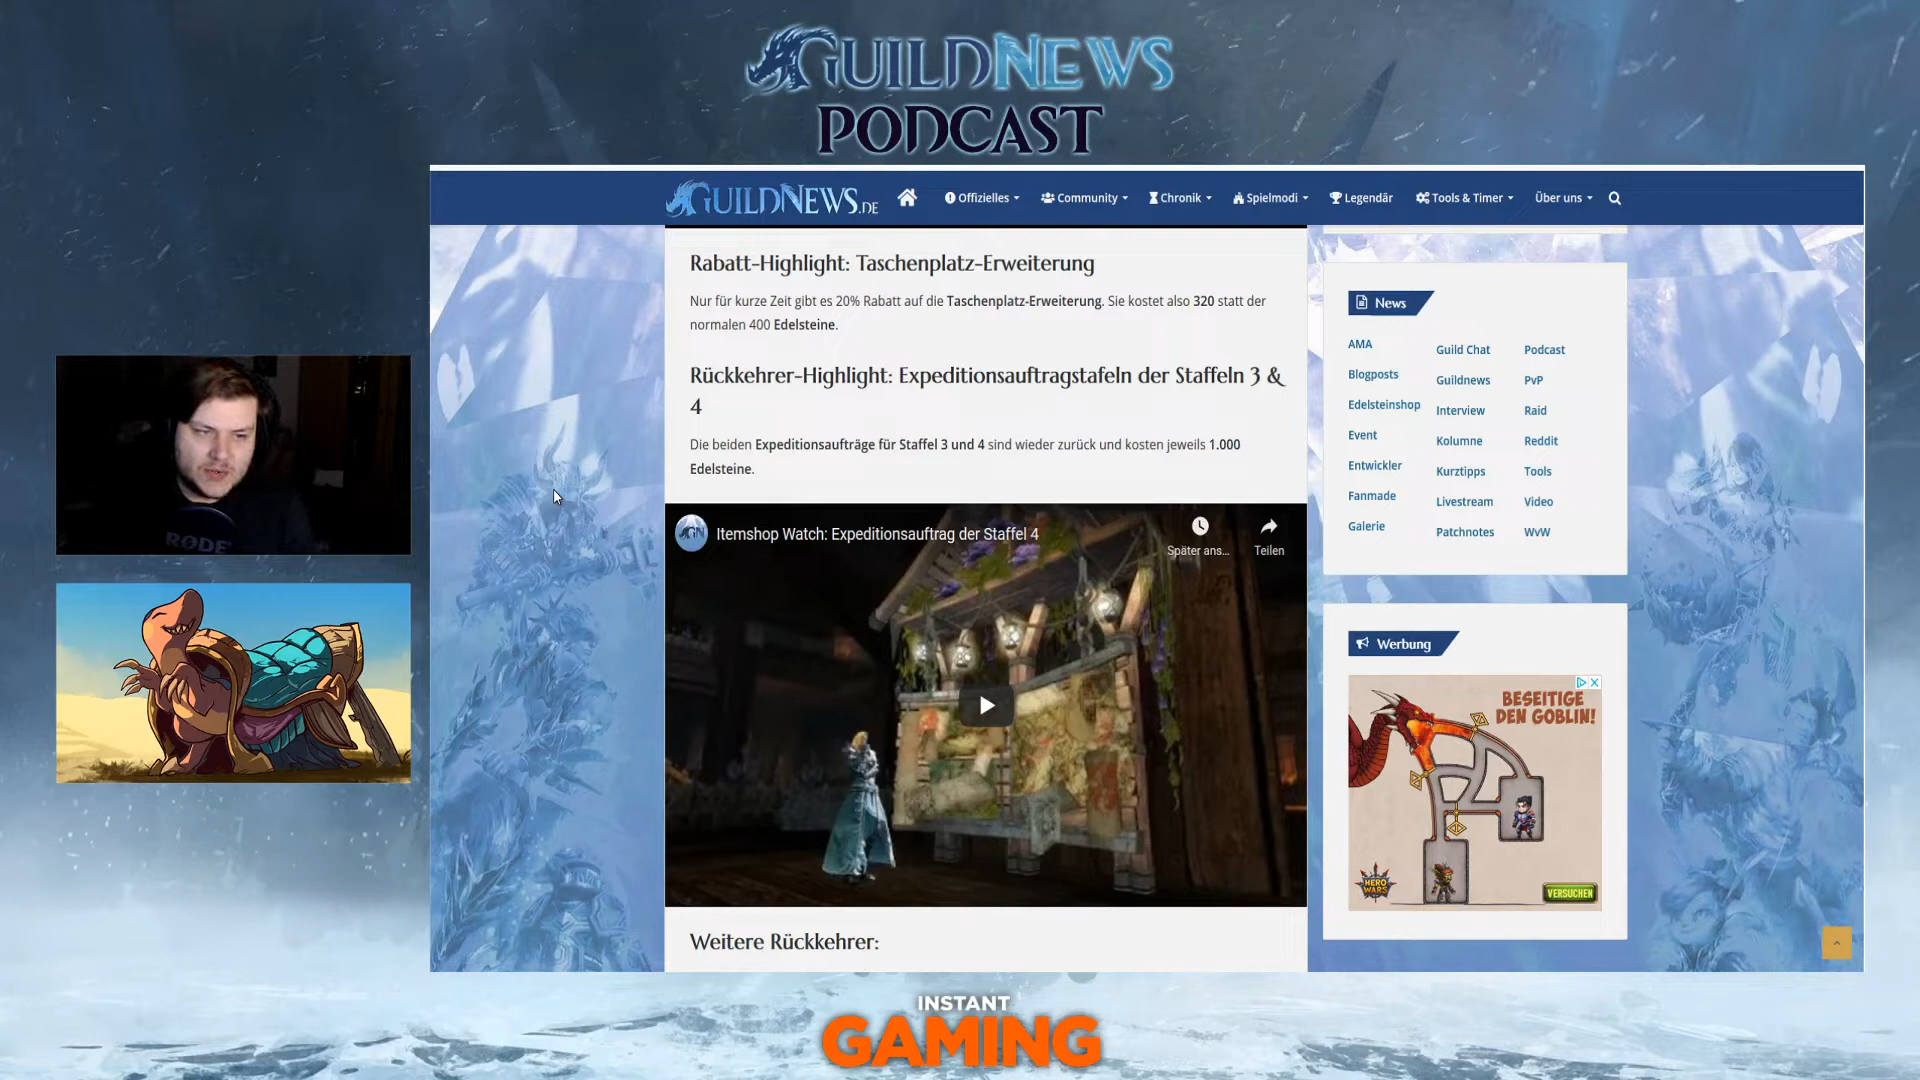 GUILDNEWS
PODCAST
GUILDNEWS.DE
Offizielles
Community
Chronik
Spielmodi
Legendär
Tools & Timer
Über uns
Rabatt-Highlight: Taschenplatz-Erweiterung
Nur für kurze Zeit gibt es 20% Rabatt auf die Taschenplatz-Erweiterung. Sie kostet also 320 statt der
normalen 400 Edelsteine.
Rückkehrer-Highlight: Expeditionsauftragstafeln der Staffeln 3 &
4
Die beiden Expeditionsaufträge für Staffel 3 und 4 sind wieder zurück und kosten jeweils 1.000
Edelsteine.
GN
Itemshop Watch: Expeditionsauftrag der Staffel 4
Später ans...
Teilen
Weitere Rückkehrer:
News
AMA
Blogposts
Edelsteinshop
Event
Entwickler
Fanmade
Galerie
Guild Chat
Guildnews
Interview
Kolumne
Kurztipps
Livestream
Patchnotes
Podcast
PvP
Raid
Reddit
Tools
Video
WvW
Werbung
BESEITIGE
DEN GOBLIN!
HERO
WARS
VERSUCHEN
RØDE
INSTANT
GAMING